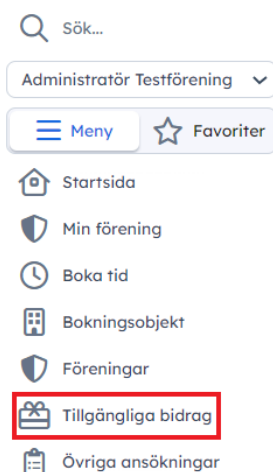 Sök...
Administratör Testförening
Meny
Favoriter
Startsida
Min förening
Boka tid
Bokningsobjekt
Föreningar
Tillgängliga bidrag
Övriga ansökningar